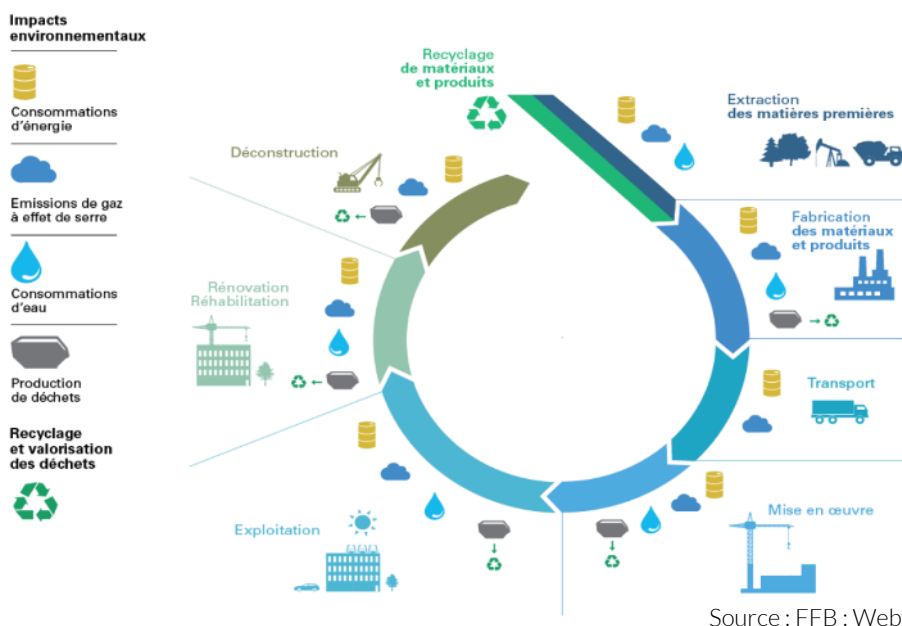 Impacts
environnementaux
Consommations
d'énergie
Emissions de gaz
à effet de serre
Consommations
d'eau
Production
de déchets
Recyclage
et valorisation
des déchets
Recyclage
de matériaux
et produits
Extraction
des matières premières
Fabrication
des matériaux
et produits
Transport
Mise en œuvre
Exploitation
Rénovation
Réhabilitation
Déconstruction
Source : FFB : Web